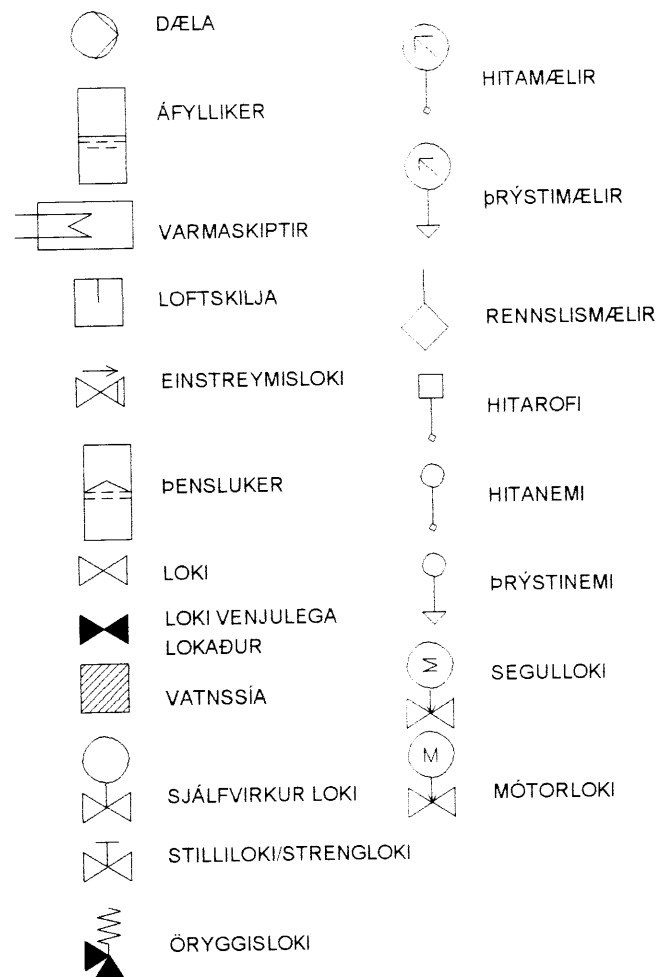 DÆLA
ÁFYLLIKER
VARMASKIPTIR
LOFTSKILJA
EINSTREYMISLOKI
ÞENSLUKER
LOKI
LOKI VENJULEGA
LOKAÐUR
VATNSSÍA
SJÁLFVIRKUR LOKI
STILLILOKI/STRENGLOKI
ÖRYGGISLOKI
HITAMÆLIR
ÞRÝSTIMÆLIR
RENNSLISMÆLIR
HITAROFI
HITANEMI
ÞRÝSTINEMI
M
SEGULLOKI
M
MÓTORLOKI